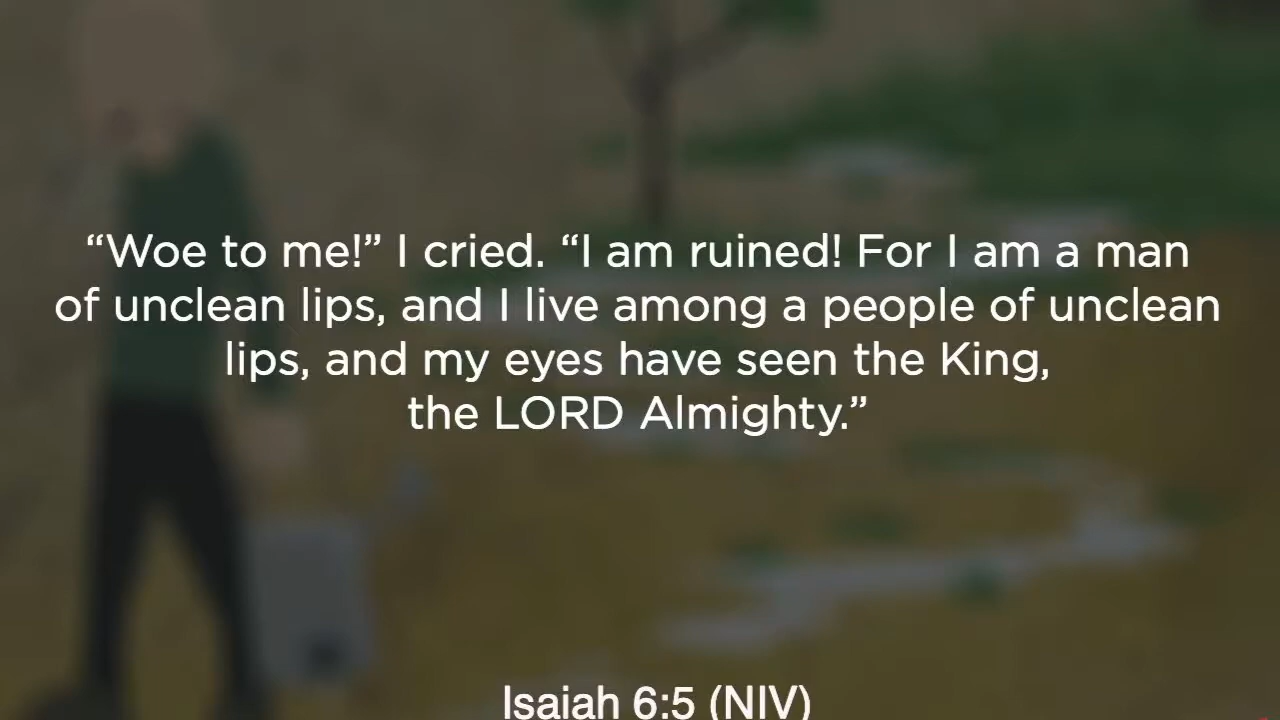 “Woe to me!” I cried. “I am ruined! For I am a man
of unclean lips, and I live among a people of unclean
lips, and my eyes have seen the King,
the LORD Almighty.”
Isaiah 6:5 (NIV)